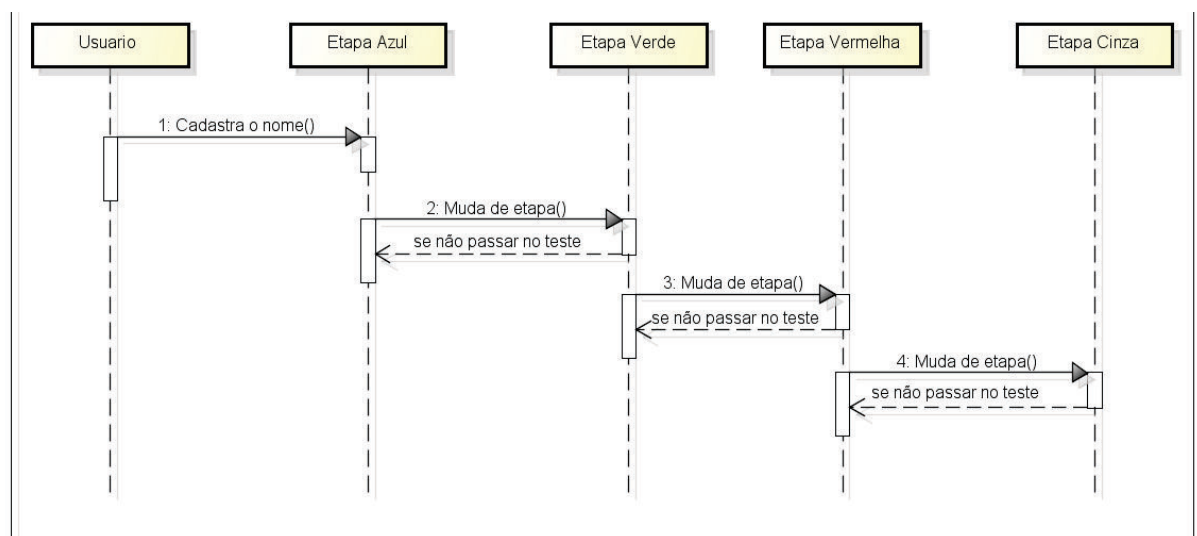 Usuario
Etapa Azul
Etapa Verde
Etapa Vermelha
Etapa Cinza
1: Cadastra o nome()
2: Muda de etapa()
se não passar no teste
3: Muda de etapa()
se não passar no teste
4: Muda de etapa()
se não passar no teste